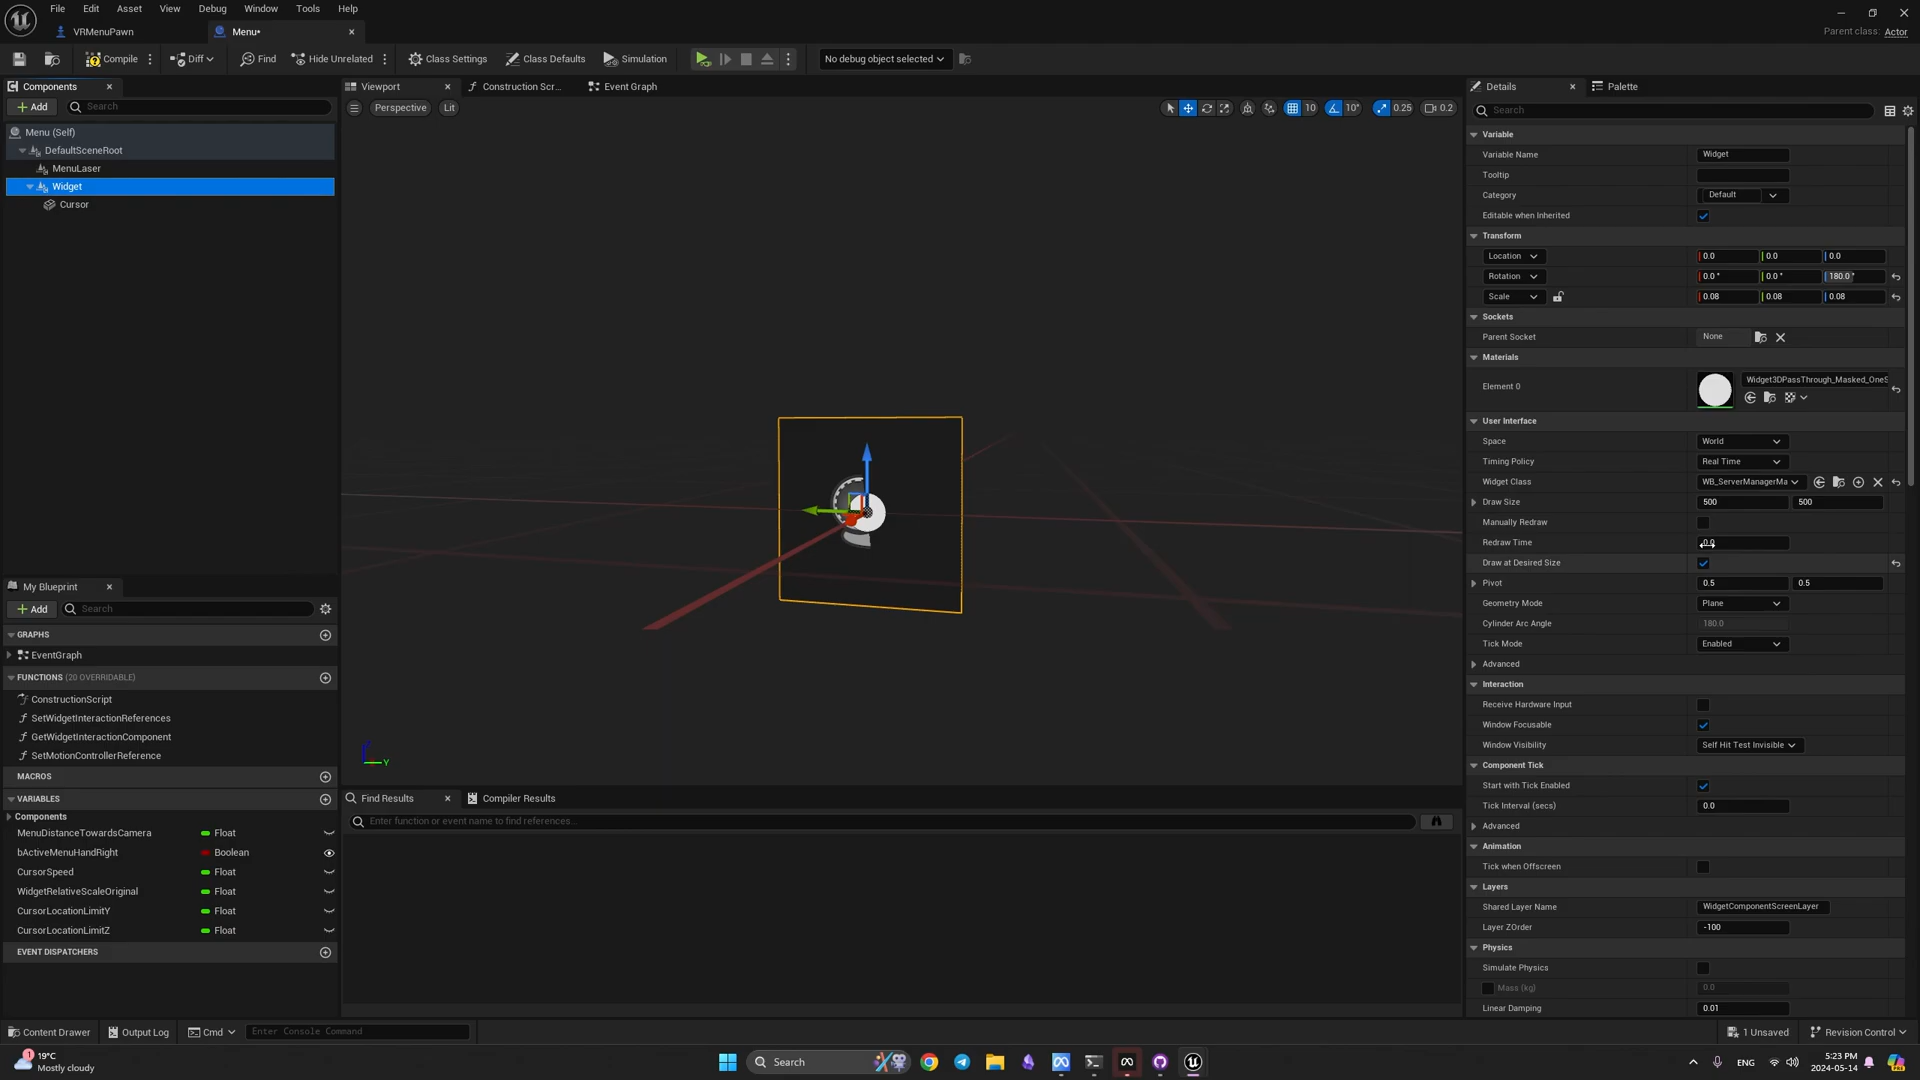 File Edit Asset View Debug Window Tools Help
VRMenuPawn Menu*
Parent class: Actor
Compile Diff Find Hide Unrelated Class Settings Class Defaults Simulation No debug object selected
Components
Add Search
Menu (Self)
DefaultSceneRoot
MenuLaser
Widget
Cursor
My Blueprint
Add Search
GRAPHS
EventGraph
FUNCTIONS (20 OVERRIDABLE)
ConstructionScript
SetWidgetInteractionReferences
GetWidgetInteractionComponent
SetMotionControllerReference
MACROS
VARIABLES
Components
MenuDistanceTowardsCamera Float
bActiveMenuHandRight Boolean
CursorSpeed Float
WidgetRelativeScaleOriginal Float
CursorLocationLimitY Float
CursorLocationLimitZ Float
EVENT DISPATCHERS
Viewport Construction Scr... Event Graph
Perspective Lit 10 10° 0.25 0.2
Y
Find Results Compiler Results
Enter function or event name to find references...
Details Palette
Search
Variable
Variable Name Widget
Tooltip
Category Default
Editable when Inherited
Transform
Location 0.0 0.0 0.0
Rotation 0.0 ° 0.0 ° 180.0 °
Scale 0.08 0.08 0.08
Sockets
Parent Socket None
Materials
Element 0 Widget3DPassThrough_Masked_OneS
User Interface
Space World
Timing Policy Real Time
Widget Class WB_ServerManagerMa
Draw Size 500 500
Manually Redraw
Redraw Time 0.0
Draw at Desired Size
Pivot 0.5 0.5
Geometry Mode Plane
Cylinder Arc Angle 180.0
Tick Mode Enabled
Advanced
Interaction
Receive Hardware Input
Window Focusable
Window Visibility Self Hit Test Invisible
Component Tick
Start with Tick Enabled
Tick Interval (secs) 0.0
Advanced
Animation
Tick when Offscreen
Layers
Shared Layer Name WidgetComponentScreenLayer
Layer ZOrder -100
Physics
Simulate Physics
Mass (kg) 0.0
Linear Damping 0.01
Content Drawer Output Log Cmd Enter Console Command 1 Unsaved Revision Control
1 19°C
Mostly cloudy
Search
ENG
5:23 PM
2024-05-14